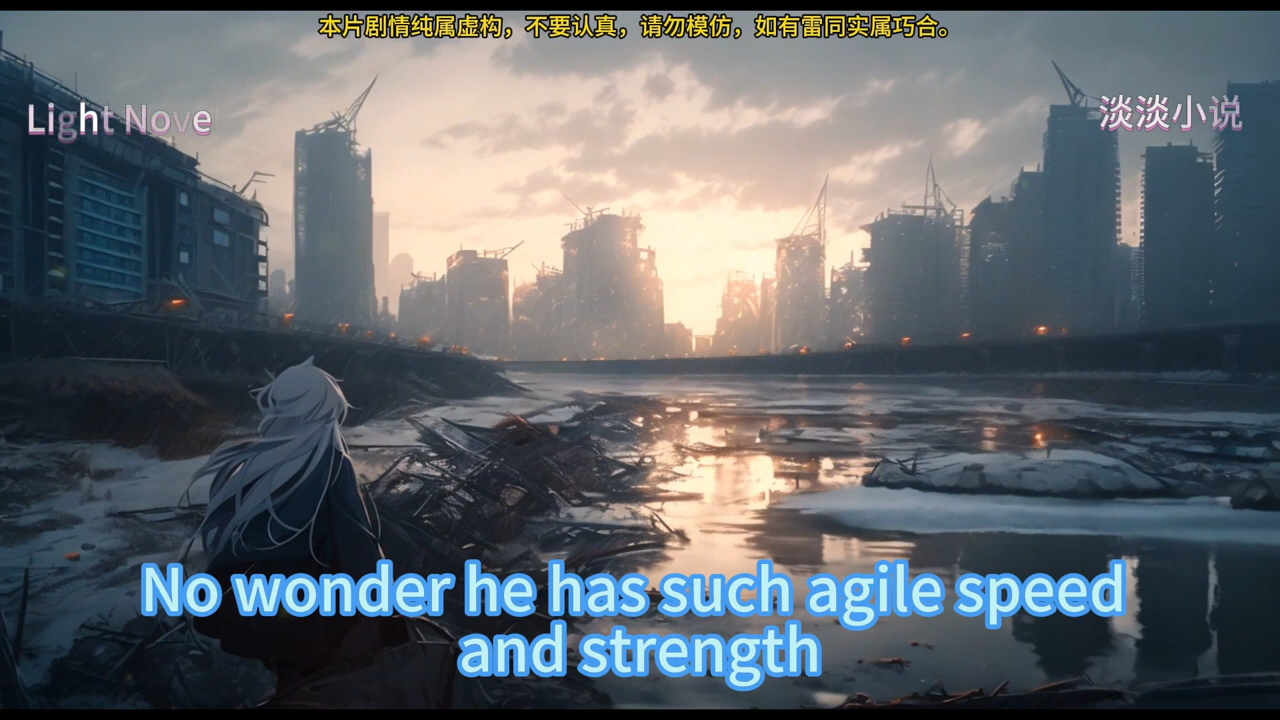 本片剧情纯属虚构，不要认真，请勿模仿，如有雷同实属巧合。
Light Nove
淡淡小说
No wonder he has such agile speed
and strength